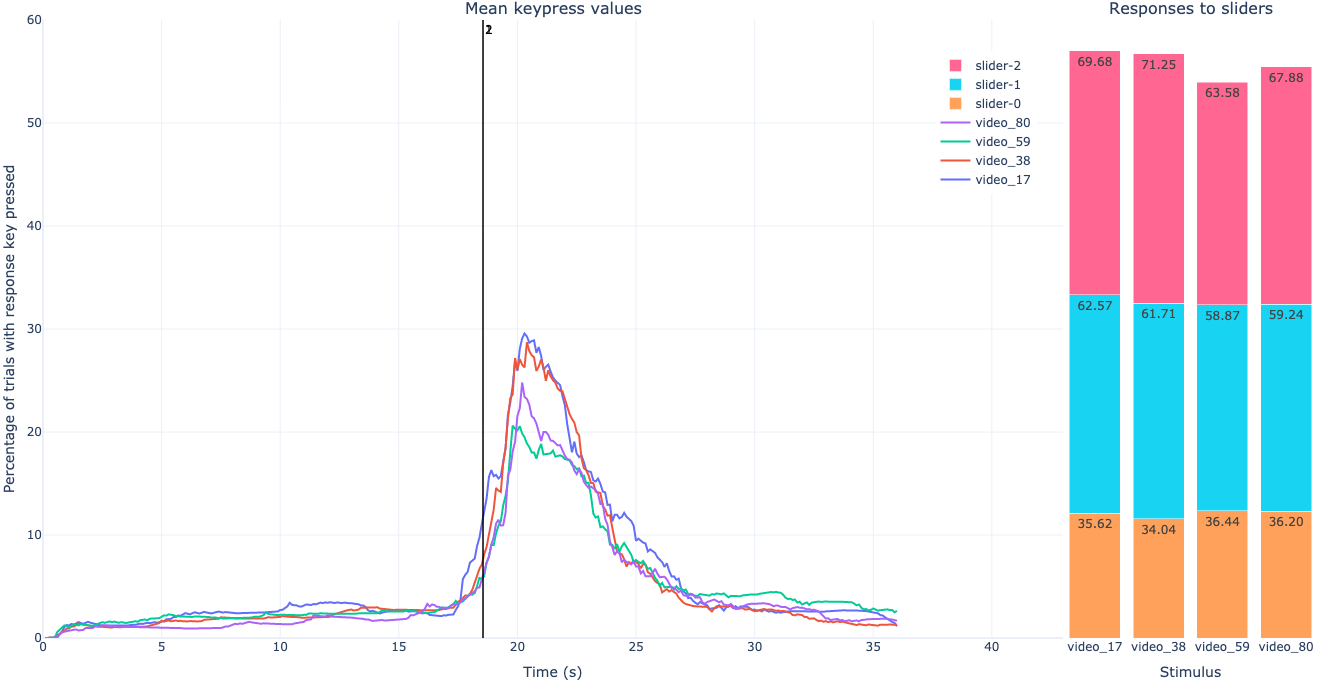 Mean keypress values
Responses to sliders
Percentage of trials with response key pressed
60
50
40
30
20
10
0
0 5 10 15 20 25 30 35 40
Time (s)
slider-2
slider-1
slider-0
video_80
video_59
video_38
video_17
69.68 71.25 63.58 67.88
62.57 61.71 58.87 59.24
35.62 34.04 36.44 36.20
video_17 video_38 video_59 video_80
Stimulus